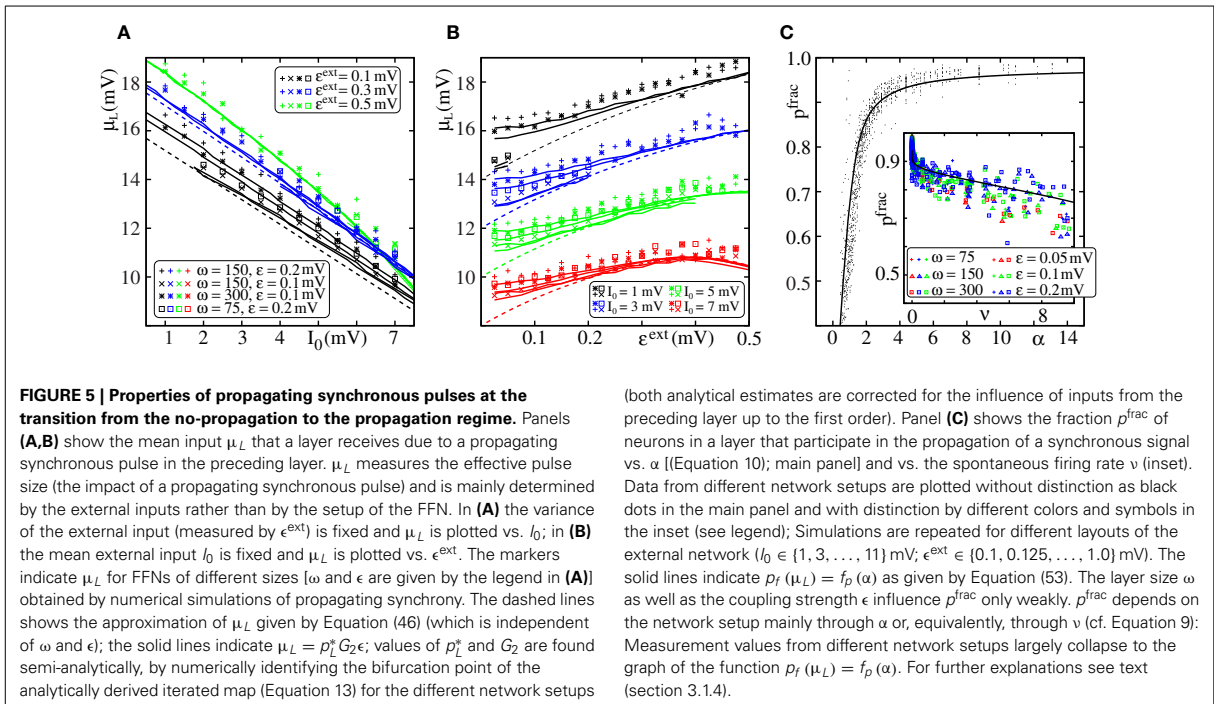 A
B
C
μL(mV)
18
16
14
12
10
+ × ✳ □ εext= 0.1 mV
+ × ✳ □ εext= 0.3 mV
+ × ✳ □ εext= 0.5 mV
++++ ω = 150, ε = 0.2 mV
×××× ω = 150, ε = 0.1 mV
✳✳✳✳ ω = 300, ε = 0.1 mV
□□□□ ω = 75, ε = 0.2 mV
1 2 3 4 I0(mV) 7
μL(mV)
18
16
14
12
10
I0 = 1 mV I0 = 5 mV
I0 = 3 mV I0 = 7 mV
0.1 0.2 εext(mV) 0.5
1.0
pfrac
0.8
0.7
0.6
0.5
0.9
pfrac
0.5
0 ν 8
ω = 75 ε = 0.05 mV
ω = 150 ε = 0.1 mV
ω = 300 ε = 0.2 mV
0 2 4 6 8 10 α 14
FIGURE 5 | Properties of propagating synchronous pulses at the
transition from the no-propagation to the propagation regime. Panels
(A,B) show the mean input μL that a layer receives due to a propagating
synchronous pulse in the preceding layer. μL measures the effective pulse
size (the impact of a propagating synchronous pulse) and is mainly determined
by the external inputs rather than by the setup of the FFN. In (A) the variance
of the external input (measured by ϵext) is fixed and μL is plotted vs. I0; in (B)
the mean external input I0 is fixed and μL is plotted vs. ϵext. The markers
indicate μL for FFNs of different sizes [ω and ϵ are given by the legend in (A)]
obtained by numerical simulations of propagating synchrony. The dashed lines
shows the approximation of μL given by Equation (46) (which is independent
of ω and ϵ); the solid lines indicate μL = p*L G2ϵ; values of p*L and G2 are found
semi-analytically, by numerically identifying the bifurcation point of the
analytically derived iterated map (Equation 13) for the different network setups
(both analytical estimates are corrected for the influence of inputs from the
preceding layer up to the first order). Panel (C) shows the fraction pfrac of
neurons in a layer that participate in the propagation of a synchronous signal
vs. α [(Equation 10); main panel] and vs. the spontaneous firing rate ν (inset).
Data from different network setups are plotted without distinction as black
dots in the main panel and with distinction by different colors and symbols in
the inset (see legend); Simulations are repeated for different layouts of the
external network (I0 ∈ {1, 3, . . . , 11} mV; ϵext ∈ {0.1, 0.125, . . . , 1.0} mV). The
solid lines indicate pf (μL) = fp (α) as given by Equation (53). The layer size ω
as well as the coupling strength ϵ influence pfrac only weakly. pfrac depends on
the network setup mainly through α or, equivalently, through ν (cf. Equation 9):
Measurement values from different network setups largely collapse to the
graph of the function pf (μL) = fp (α). For further explanations see text
(section 3.1.4).